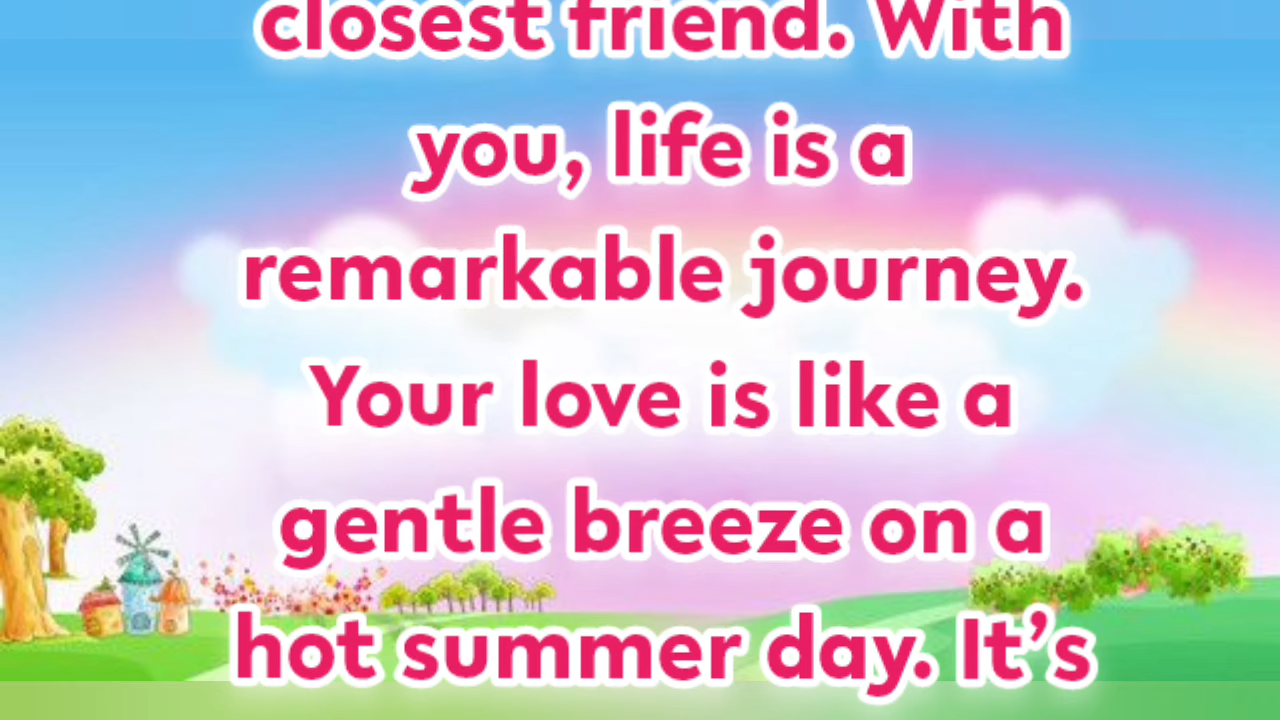 closest friend. With
you, life is a
remarkable journey.
Your love is like a
gentle breeze on a
hot summer day. It’s